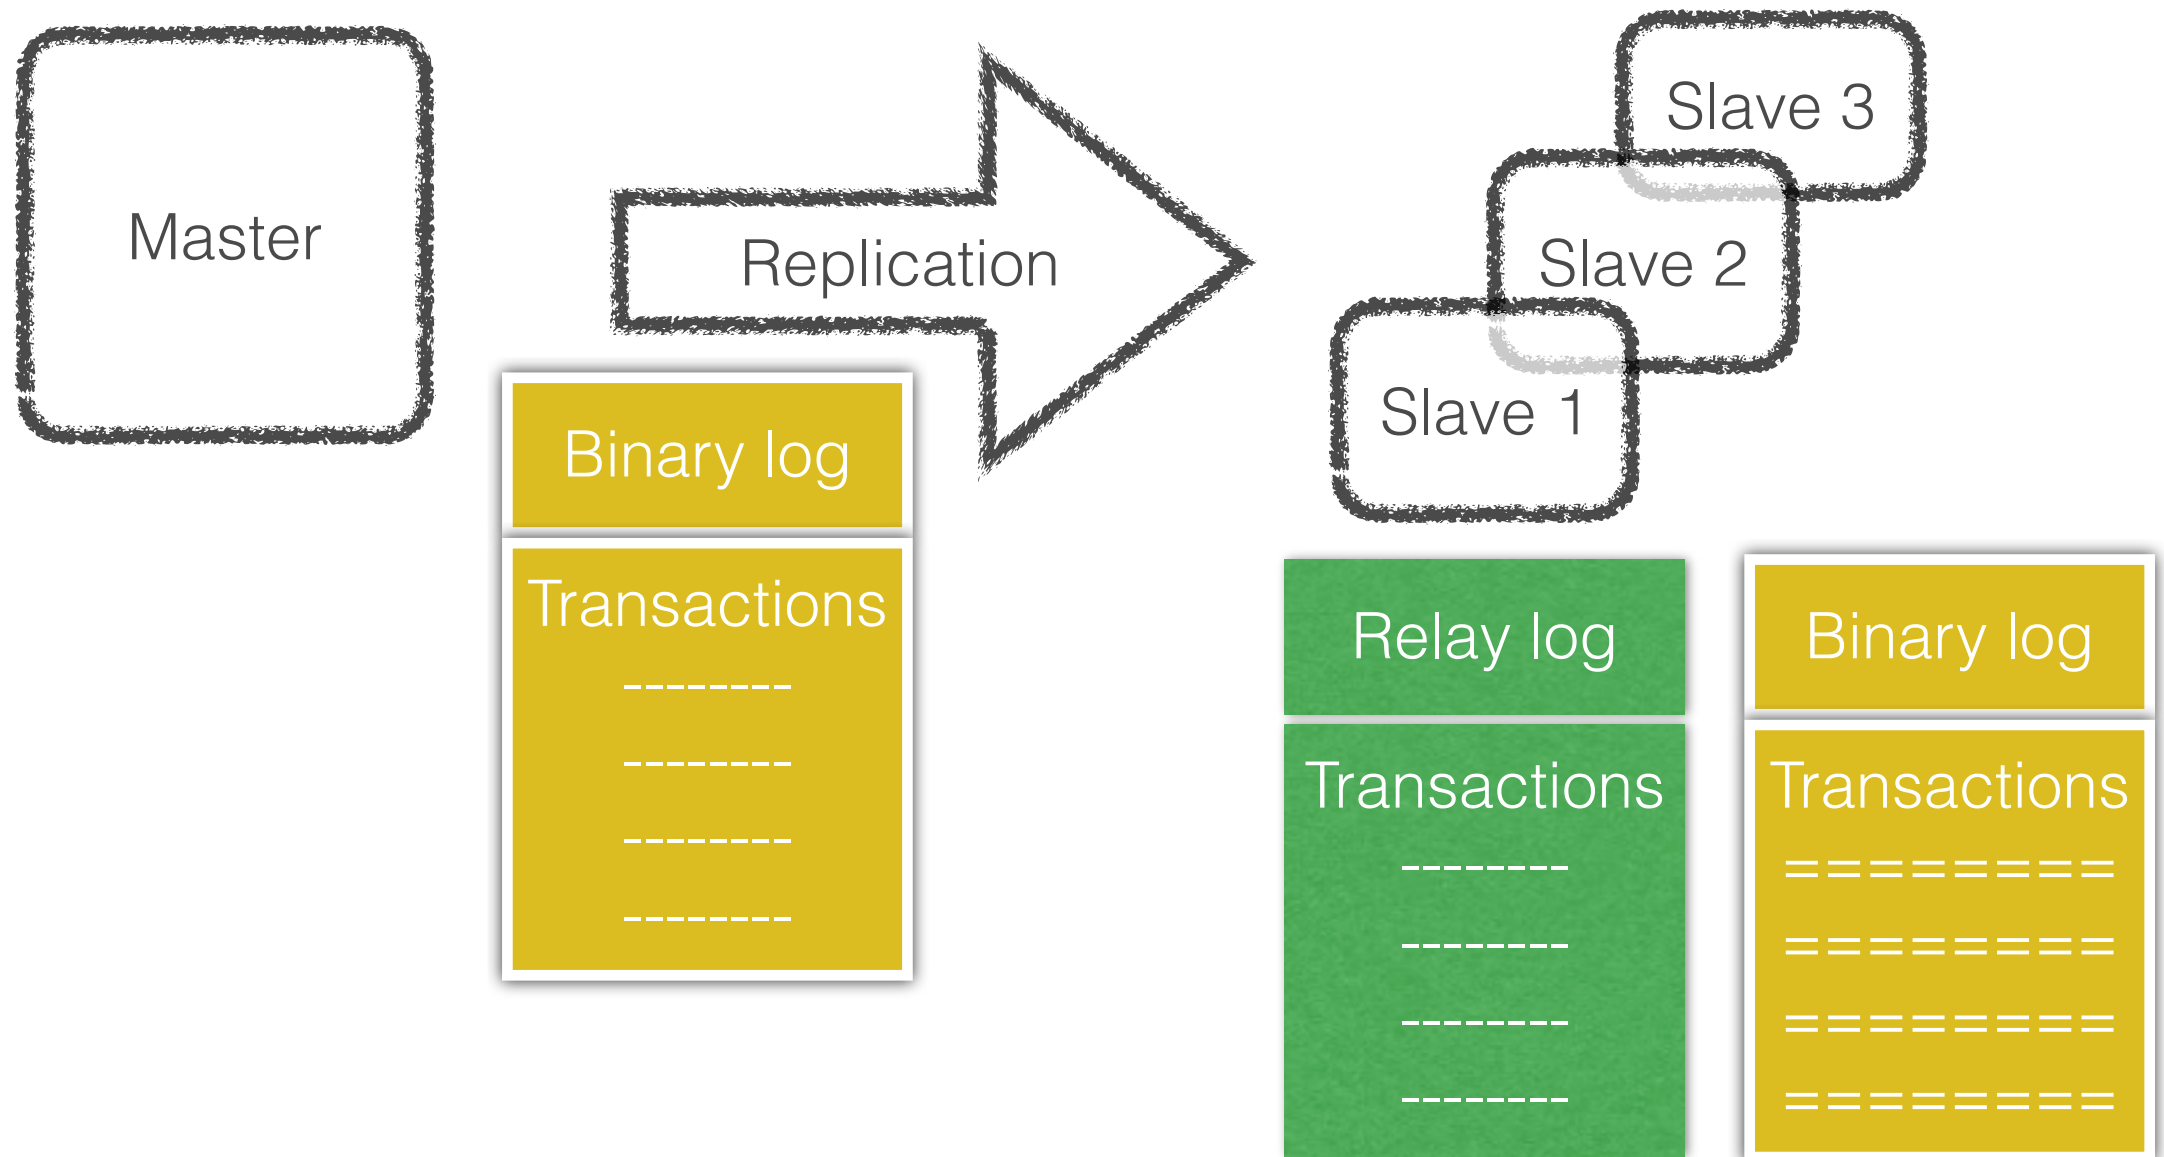 Master
Replication
Slave 3
Slave 2
Slave 1
Binary log
Transactions
--------
--------
--------
--------
Relay log
Transactions
--------
--------
--------
--------
Binary log
Transactions
========
========
========
========